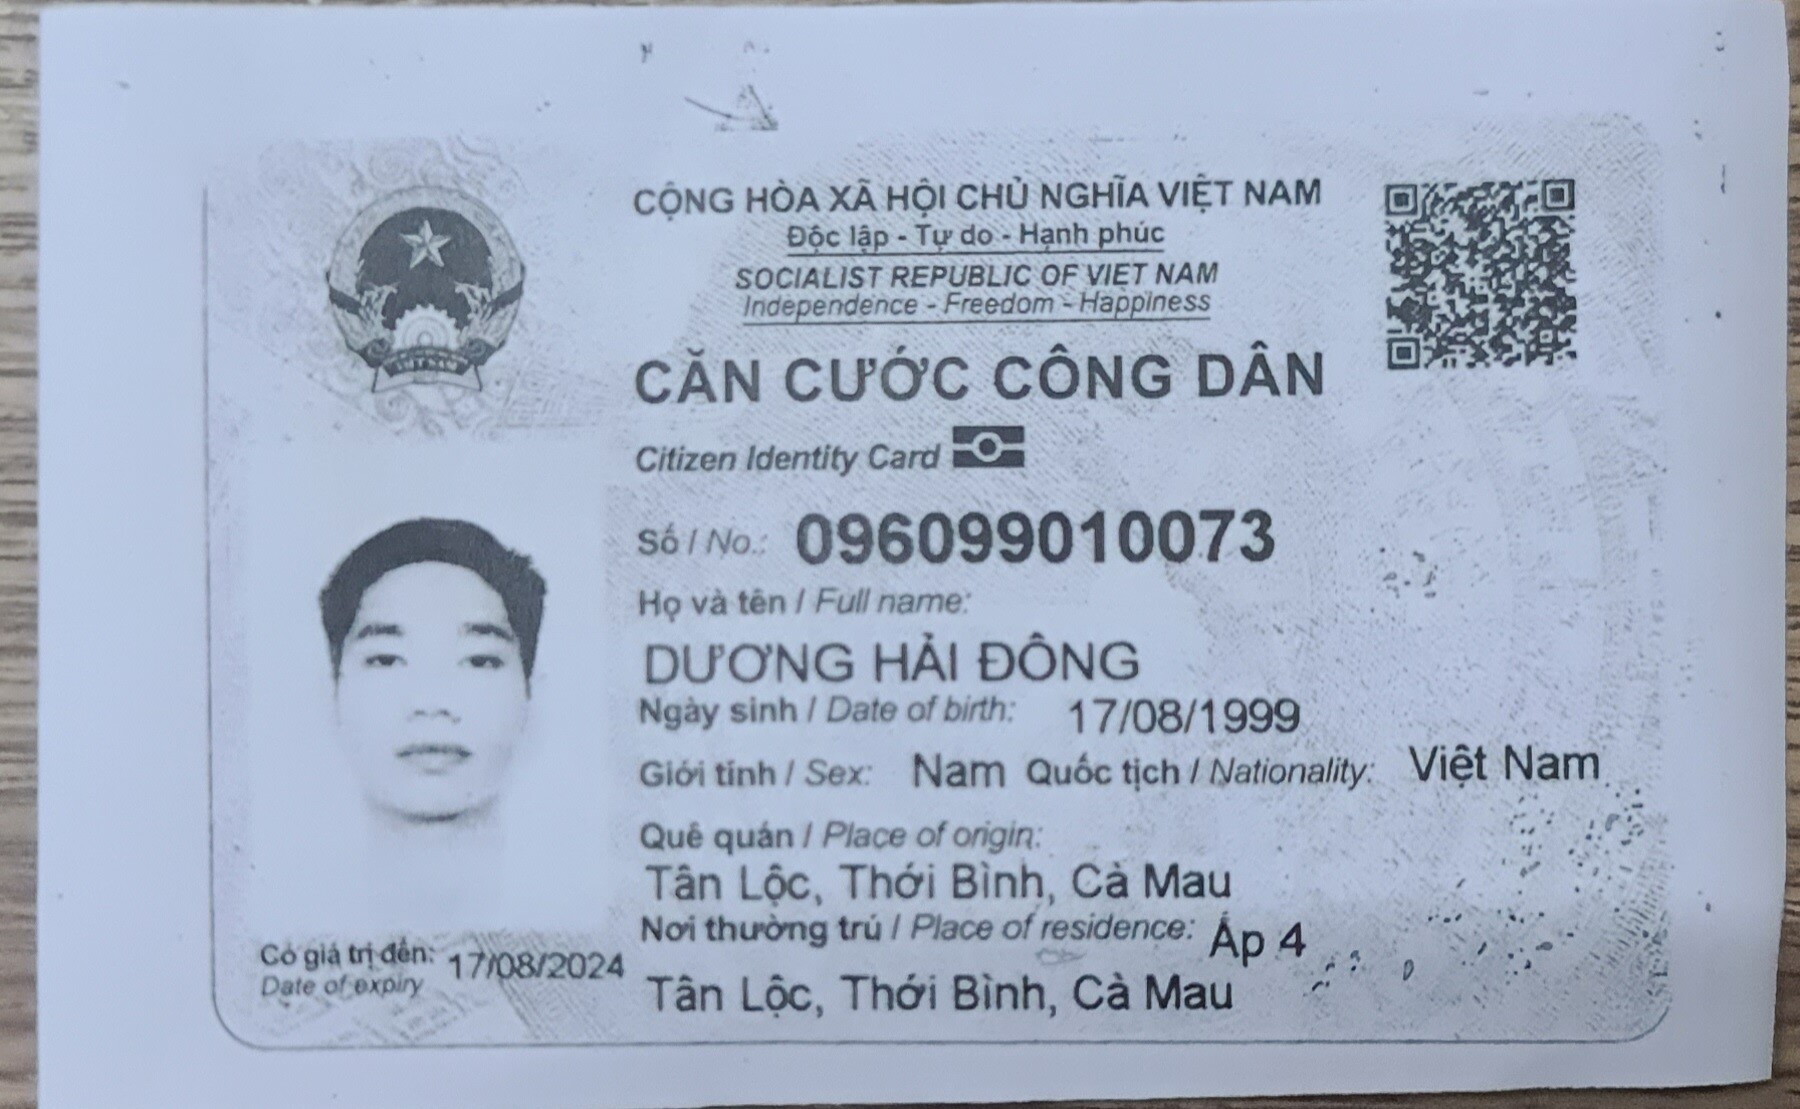 CỘNG HÒA XÃ HỘI CHỦ NGHĨA VIỆT NAM
Độc lập - Tự do - Hạnh phúc
SOCIALIST REPUBLIC OF VIET NAM
Independence - Freedom - Happiness
CĂN CƯỚC CÔNG DÂN
Citizen Identity Card
Số / No.: 096099010073
Họ và tên / Full name:
DƯƠNG HẢI ĐÔNG
Ngày sinh / Date of birth: 17/08/1999
Giới tính / Sex: Nam Quốc tịch / Nationality: Việt Nam
Quê quán / Place of origin:
Tân Lộc, Thới Bình, Cà Mau
Nơi thường trú / Place of residence: Ấp 4
Tân Lộc, Thới Bình, Cà Mau
Có giá trị đến: 17/08/2024
Date of expiry
VIỆT NAM